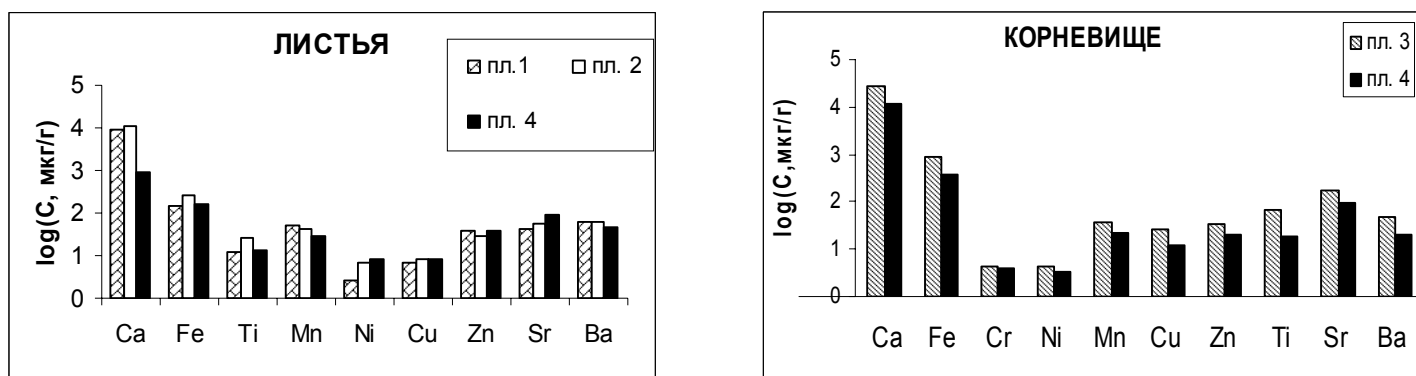 ЛИСТЬЯ
пл.1 пл. 2
пл. 4
log(C, мкг/г)
5
4
3
2
1
0
Ca Fe Ti Mn Ni Cu Zn Sr Ba
КОРНЕВИЩЕ
пл. 3
пл. 4
log(C,мкг/г)
5
4
3
2
1
0
Ca Fe Cr Ni Mn Cu Zn Ti Sr Ba